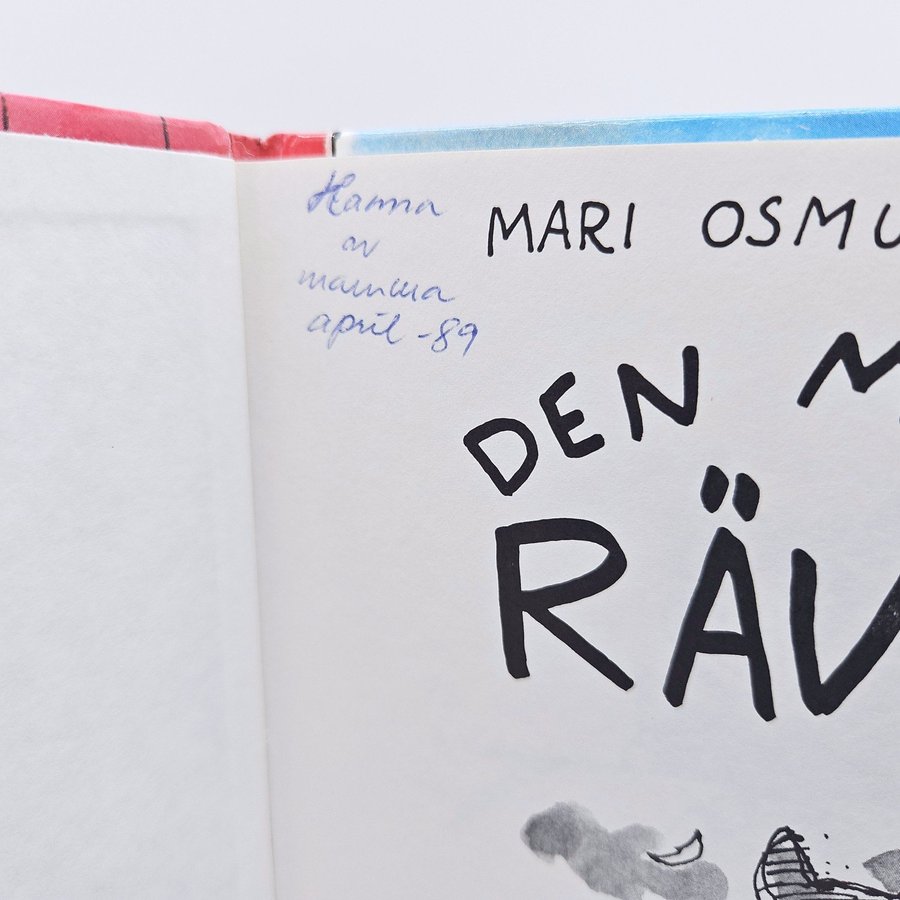 Hanna
av
mamma
april -89
MARI OSMU
DEN M
RÄV